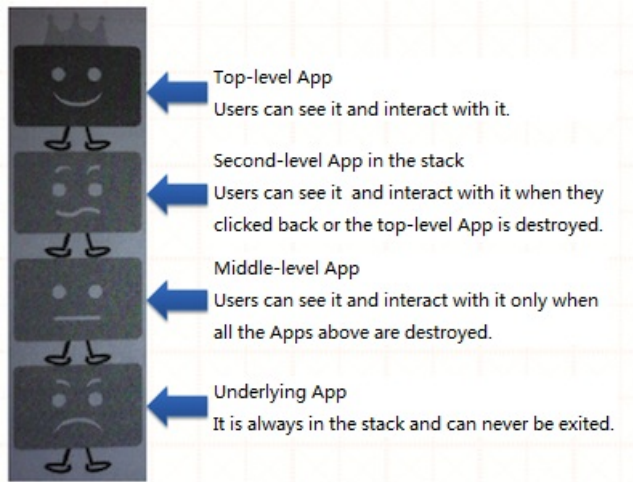 Top-level App
Users can see it and interact with it.
Second-level App in the stack
Users can see it and interact with it when they
clicked back or the top-level App is destroyed.
Middle-level App
Users can see it and interact with it only when
all the Apps above are destroyed.
Underlying App
It is always in the stack and can never be exited.